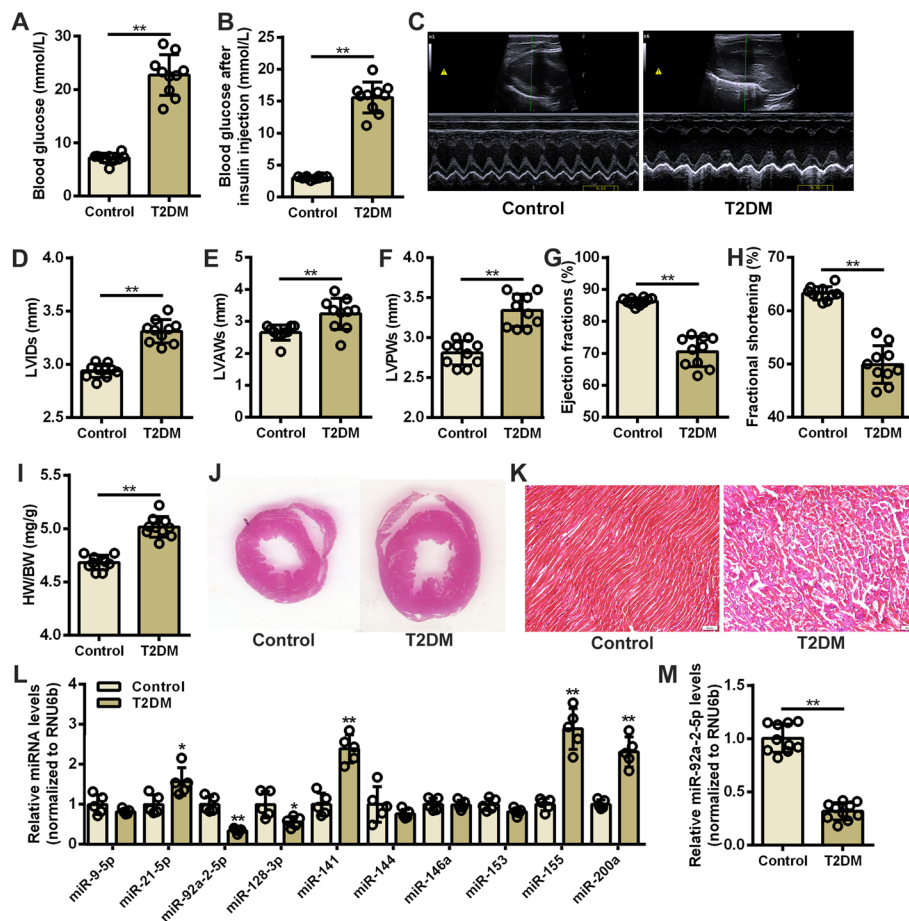 A
Blood glucose (mmol/L)
30
20
10
0
**
Control
T2DM
B
Blood glucose after
insulin injection (mmol/L)
25
20
15
10
5
0
**
Control
T2DM
C
Control
T2DM
D
LVIDs (mm)
4.0
3.5
3.0
2.5
**
Control
T2DM
E
LVAWs (mm)
5
4
3
2
1
0
**
Control
T2DM
F
LVPWs (mm)
4.0
3.5
3.0
2.5
2.0
**
Control
T2DM
G
Ejection fractions (%)
100
90
80
70
60
50
**
Control
T2DM
H
Fractional shortening (%)
70
60
50
40
**
Control
T2DM
I
HW/BW (mg/g)
5.5
5.0
4.5
4.0
**
Control
T2DM
J
Control
T2DM
K
Control
T2DM
L
Relative miRNA levels
(normalized to RNU6b)
Control
T2DM
4
3
2
1
0
*
**
*
**
**
**
miR-9-5p
miR-21-5p
miR-92a-2-5p
miR-128-3p
miR-141
miR-144
miR-146a
miR-153
miR-155
miR-200a
M
Relative miR-92a-2-5p levels
(normalized to RNU6b)
1.5
1.0
0.5
0.0
**
Control
T2DM